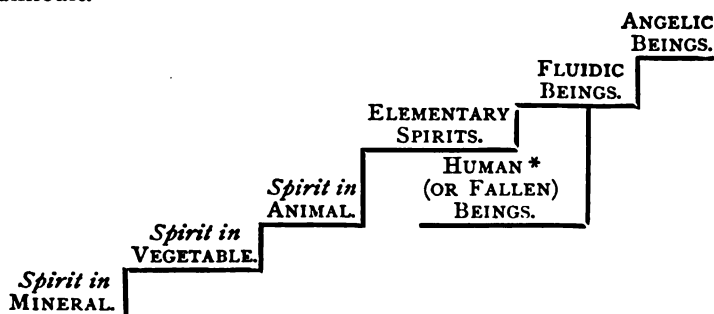 ANGELIC
BEINGS.
FLUIDIC
BEINGS.
ELEMENTARY
SPIRITS.
HUMAN *
(OR FALLEN)
BEINGS.
Spirit in
ANIMAL.
Spirit in
VEGETABLE.
Spirit in
MINERAL.